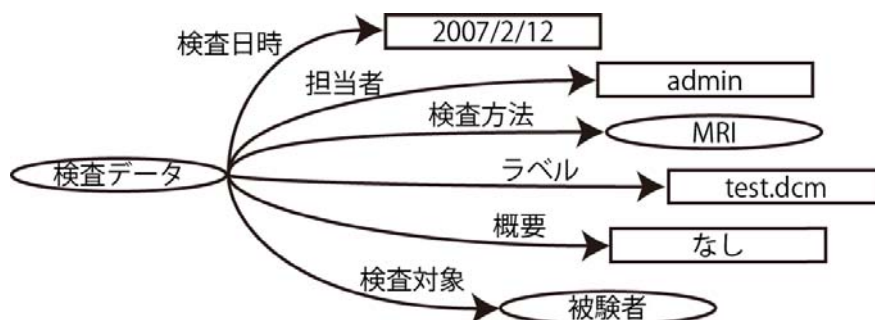 検査日時
2007/2/12
担当者
admin
検査方法
MRI
検査データ
ラベル
test.dcm
概要
なし
検査対象
被験者